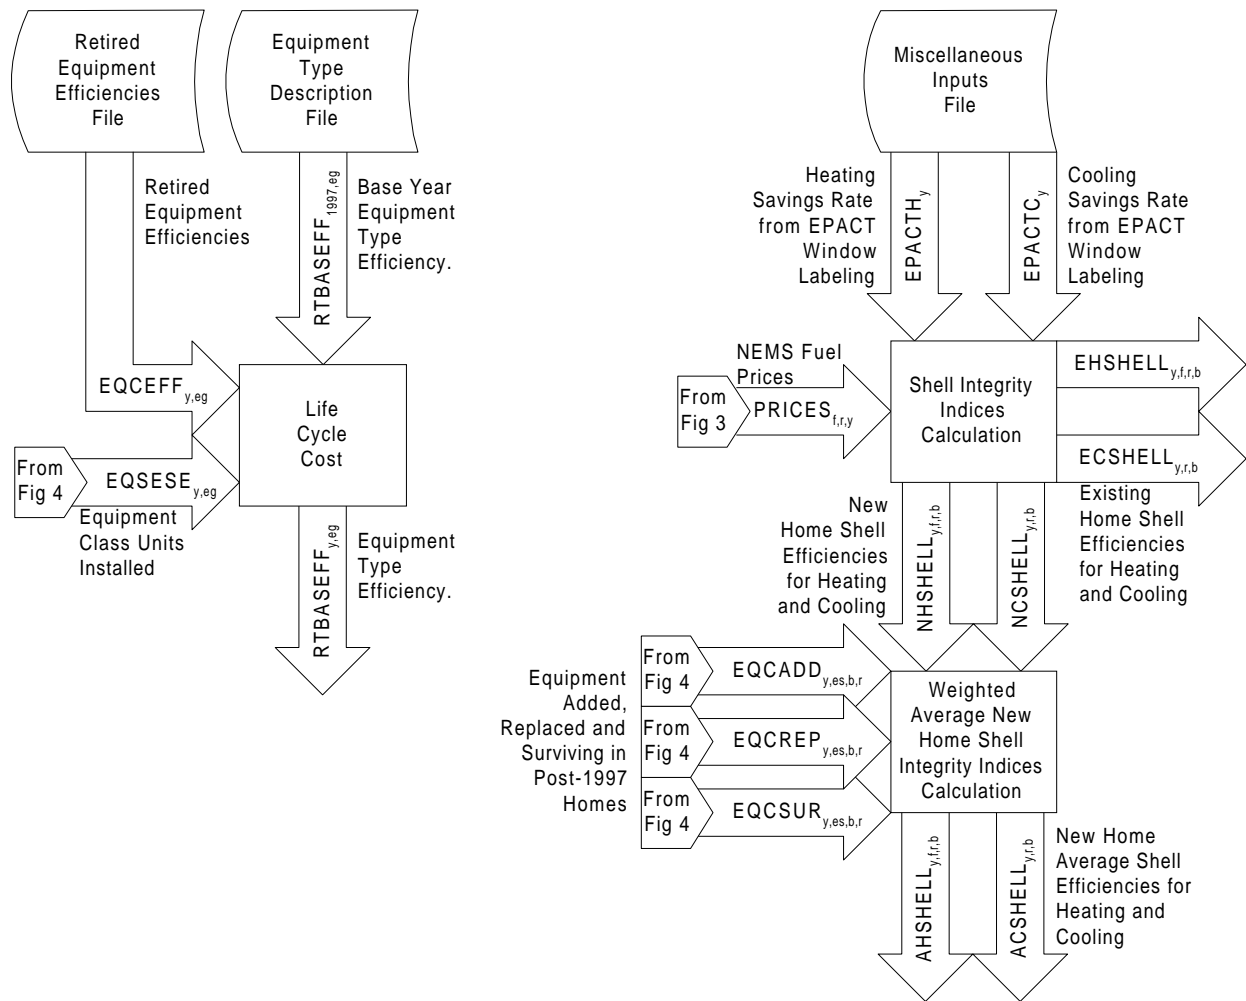 Retired
Equipment
Efficiencies
File
Equipment
Type
Description
File
Retired
Equipment
Efficiencies
RTBASEFF1997,eg
Base Year
Equipment
Type
Efficiency.
EQCEFFy,eg
From
Fig 4
EQSESEy,eg
Equipment
Class Units
Installed
Life
Cycle
Cost
RTBASEFFy,eg
Equipment
Type
Efficiency.
Miscellaneous
Inputs
File
Heating
Savings Rate
from EPACT
Window
Labeling
EPACTHy
EPACTCy
Cooling
Savings Rate
from EPACT
Window
Labeling
NEMS Fuel
Prices
From
Fig 3
PRICESf,r,y
Shell Integrity
Indices
Calculation
EHSHELLy,f,r,b
ECSHELLy,r,b
Existing
Home Shell
Efficiencies
for Heating
and Cooling
New
Home Shell
Efficiencies
for Heating
and Cooling
NHSHELLy,f,r,b
NCSHELLy,r,b
Equipment
Added,
Replaced and
Surviving in
Post-1997
Homes
From
Fig 4
EQCADDy,es,b,r
From
Fig 4
EQCREPy,es,b,r
From
Fig 4
EQCSURy,es,b,r
Weighted
Average New
Home Shell
Integrity Indices
Calculation
AHSHELLy,f,r,b
ACSHELLy,r,b
New Home
Average Shell
Efficiencies for
Heating and
Cooling